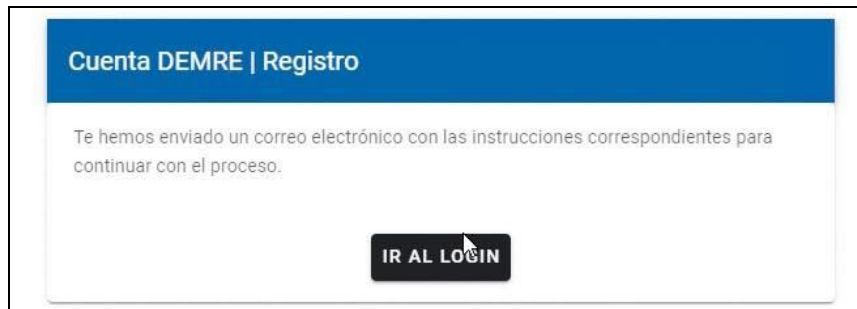 Cuenta DEMRE | Registro
Te hemos enviado un correo electrónico con las instrucciones correspondientes para
continuar con el proceso.
IR AL LOGIN